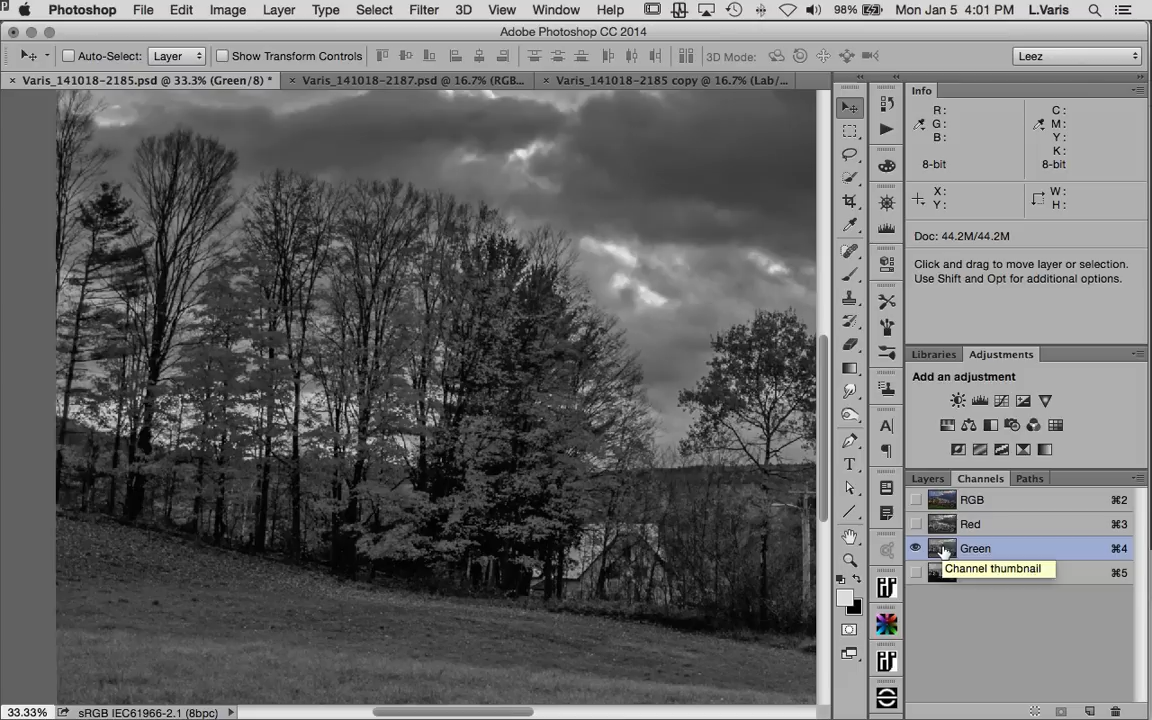 Photoshop File Edit Image Layer Type Select Filter 3D View Window Help 98% Mon Jan 5 4:01 PM L.Varis
Adobe Photoshop CC 2014
Auto-Select: Layer Show Transform Controls 3D Mode: Leez
× Varis_141018-2185.psd @ 33.3% (Green/8) * × Varis_141018-2187.psd @ 16.7% (RGB... × Varis_141018-2185 copy @ 16.7% (Lab/...
Info
R: C:
G: M:
B: Y:
K:
8-bit 8-bit
X: W:
Y: H:
Doc: 44.2M/44.2M
Click and drag to move layer or selection.
Use Shift and Opt for additional options.
Libraries Adjustments
Add an adjustment
Layers Channels Paths
RGB ⌘2
Red ⌘3
Green ⌘4
Channel thumbnail
⌘5
33.33% sRGB IEC61966-2.1 (8bpc)